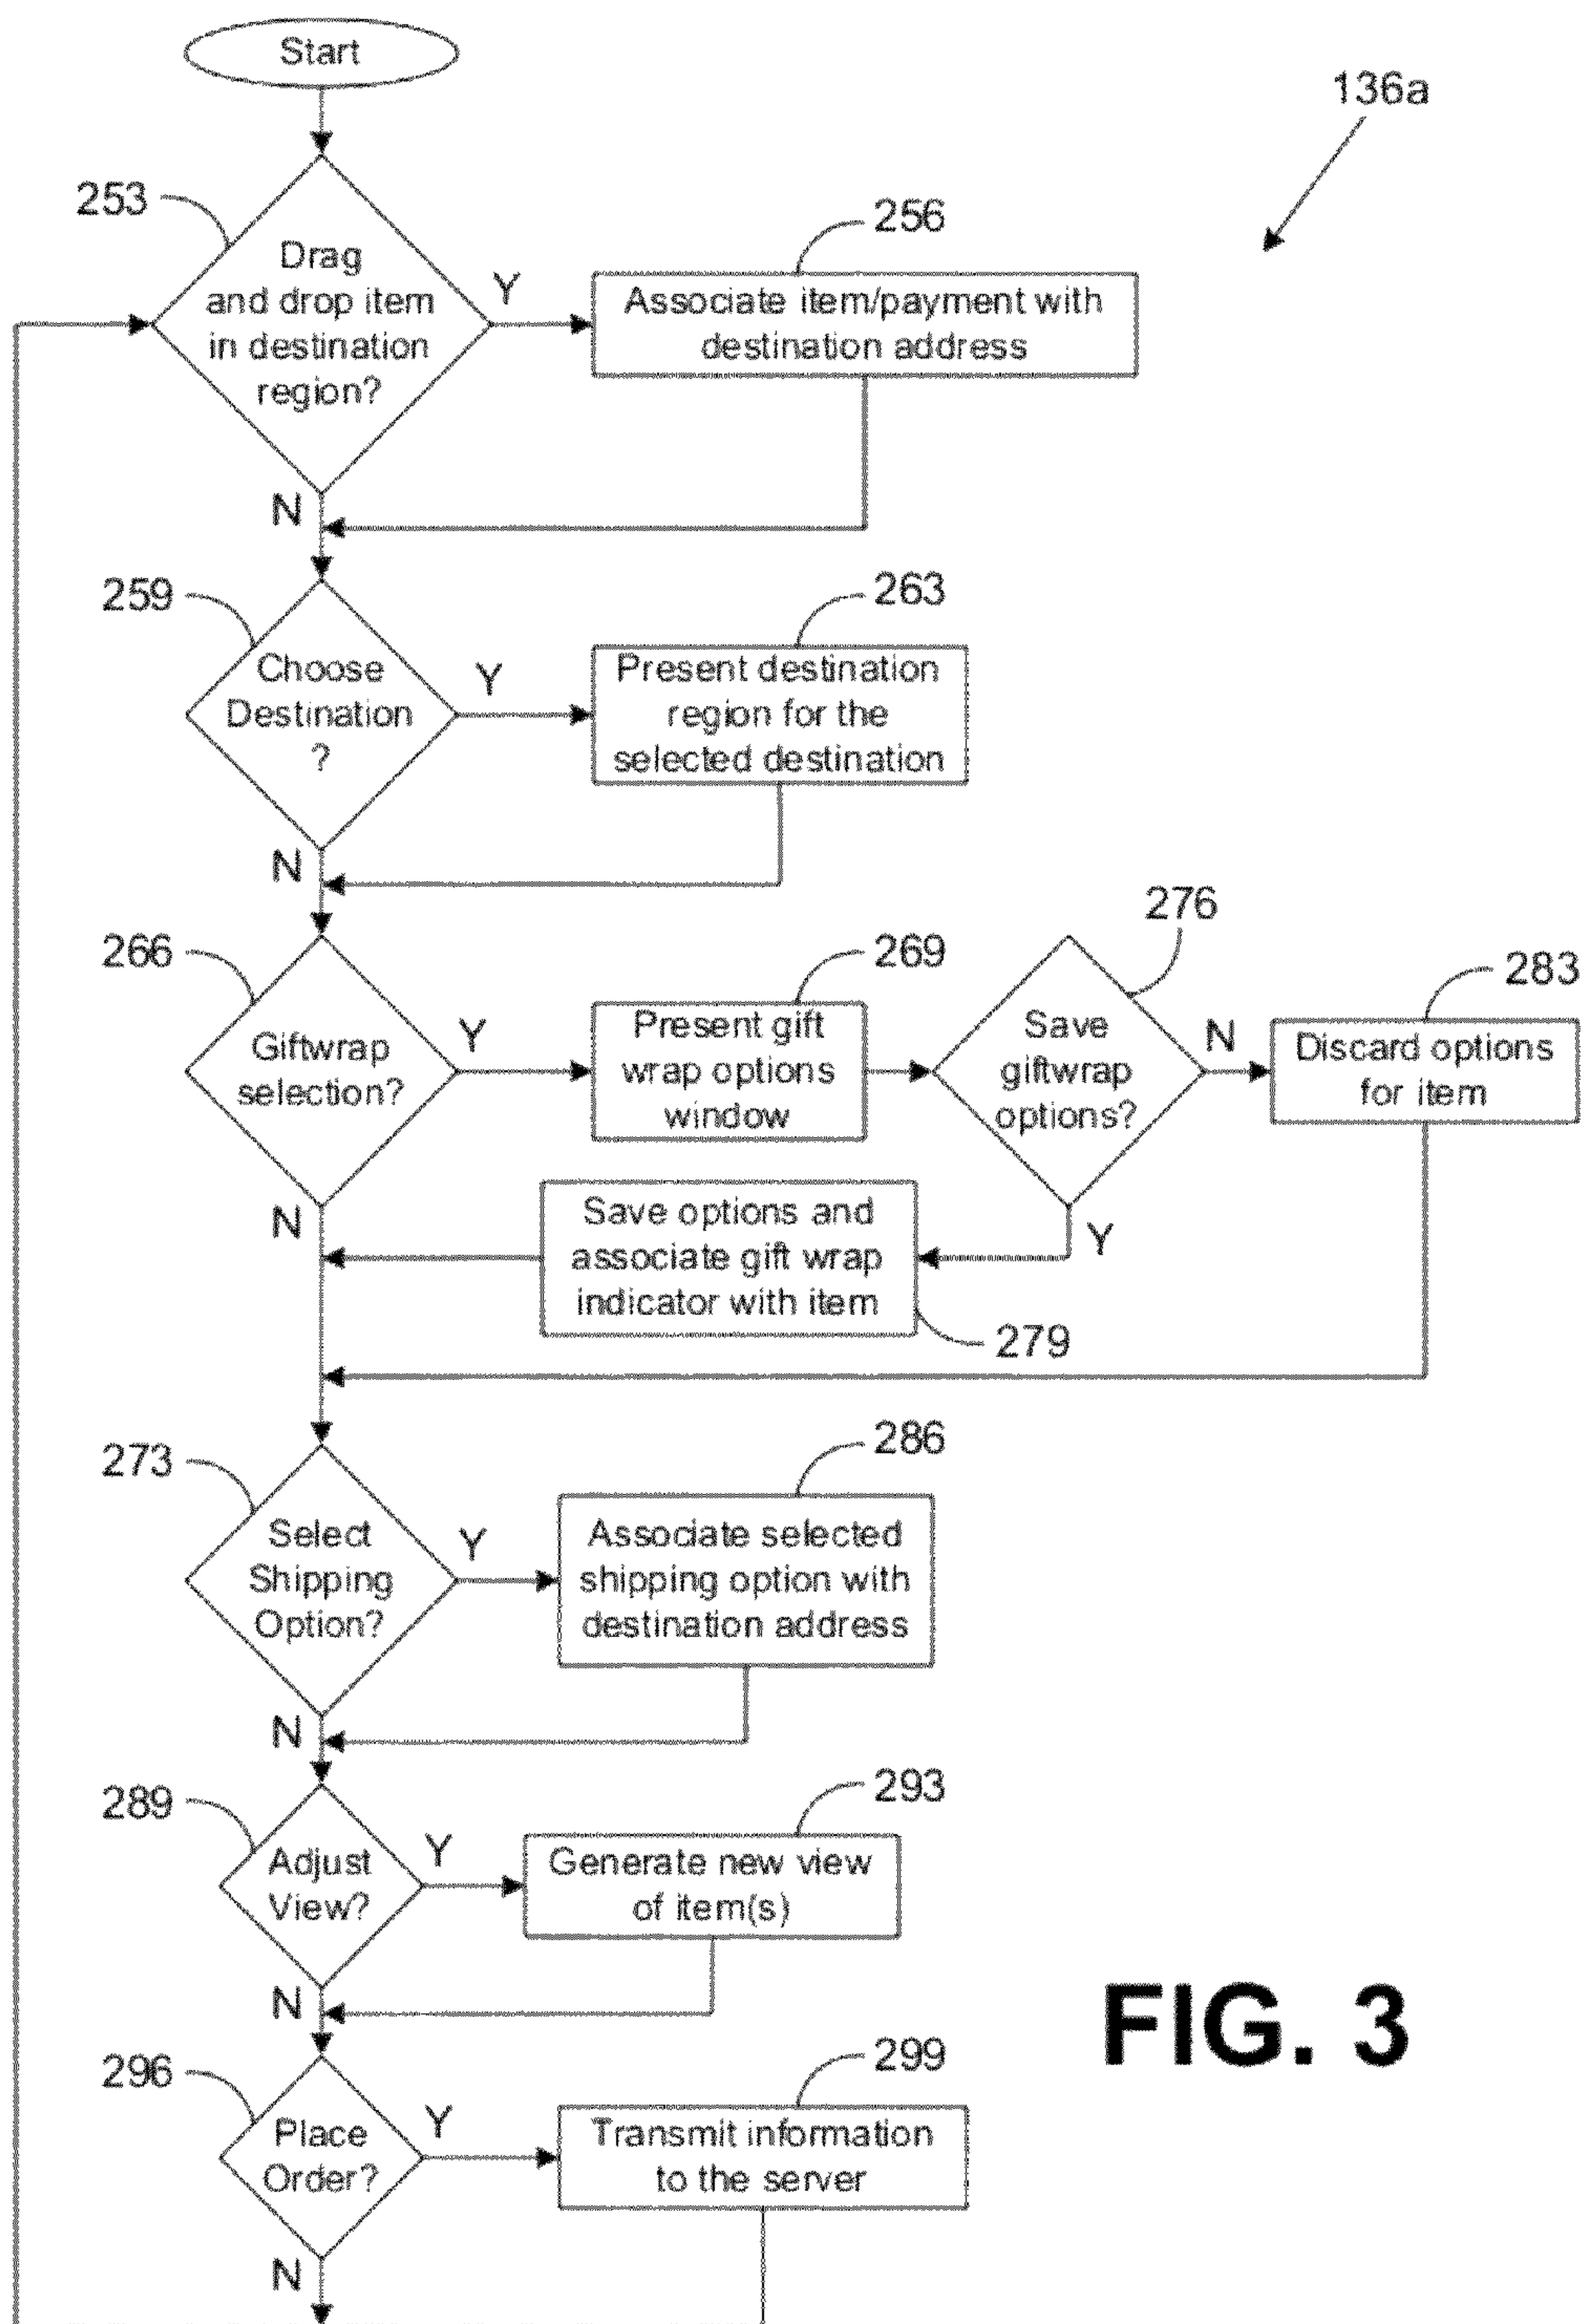 Start
136a
253
Drag
and drop item
in destination
region?
Y
256
Associate item/payment with
destination address
N
259
Choose
Destination
?
Y
263
Present destination
region for the
selected destination
N
266
Giftwrap
selection?
Y
269
Present gift
wrap options
window
276
Save
giftwrap
options?
N
283
Discard options
for item
Y
Save options and
associate gift wrap
indicator with item
279
N
273
Select
Shipping
Option?
Y
286
Associate selected
shipping option with
destination address
N
289
Adjust
View?
Y
293
Generate new view
of item(s)
N
296
Place
Order?
Y
299
Transmit information
to the server
N
FIG. 3